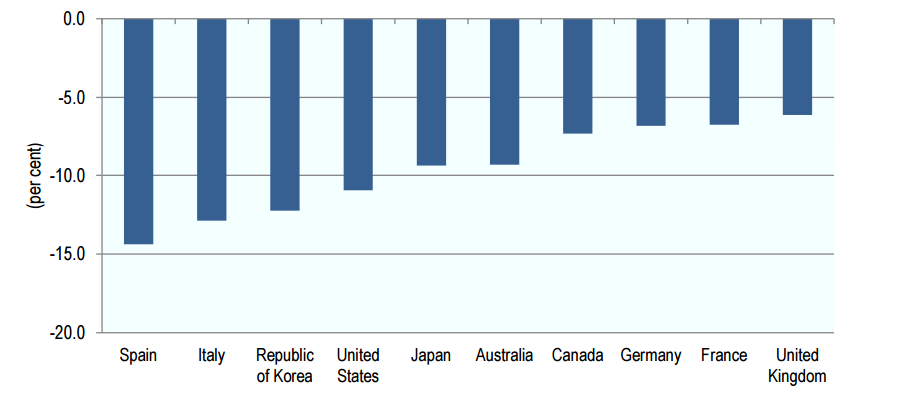 0.0
-5.0
-10.0
-15.0
-20.0
(per cent)
Spain Italy Republic United Japan Australia Canada Germany France United
of Korea States Kingdom